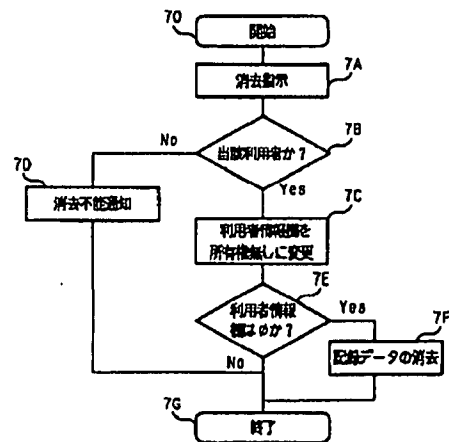 70
開始
7A
消去指示
7B
当該利用者か?
No
Yes
7D
消去不能通知
7C
利用者情報欄を
所有権無しに変更
7E
利用者情報
欄はφか?
Yes
No
7F
記録データの消去
7G
終了